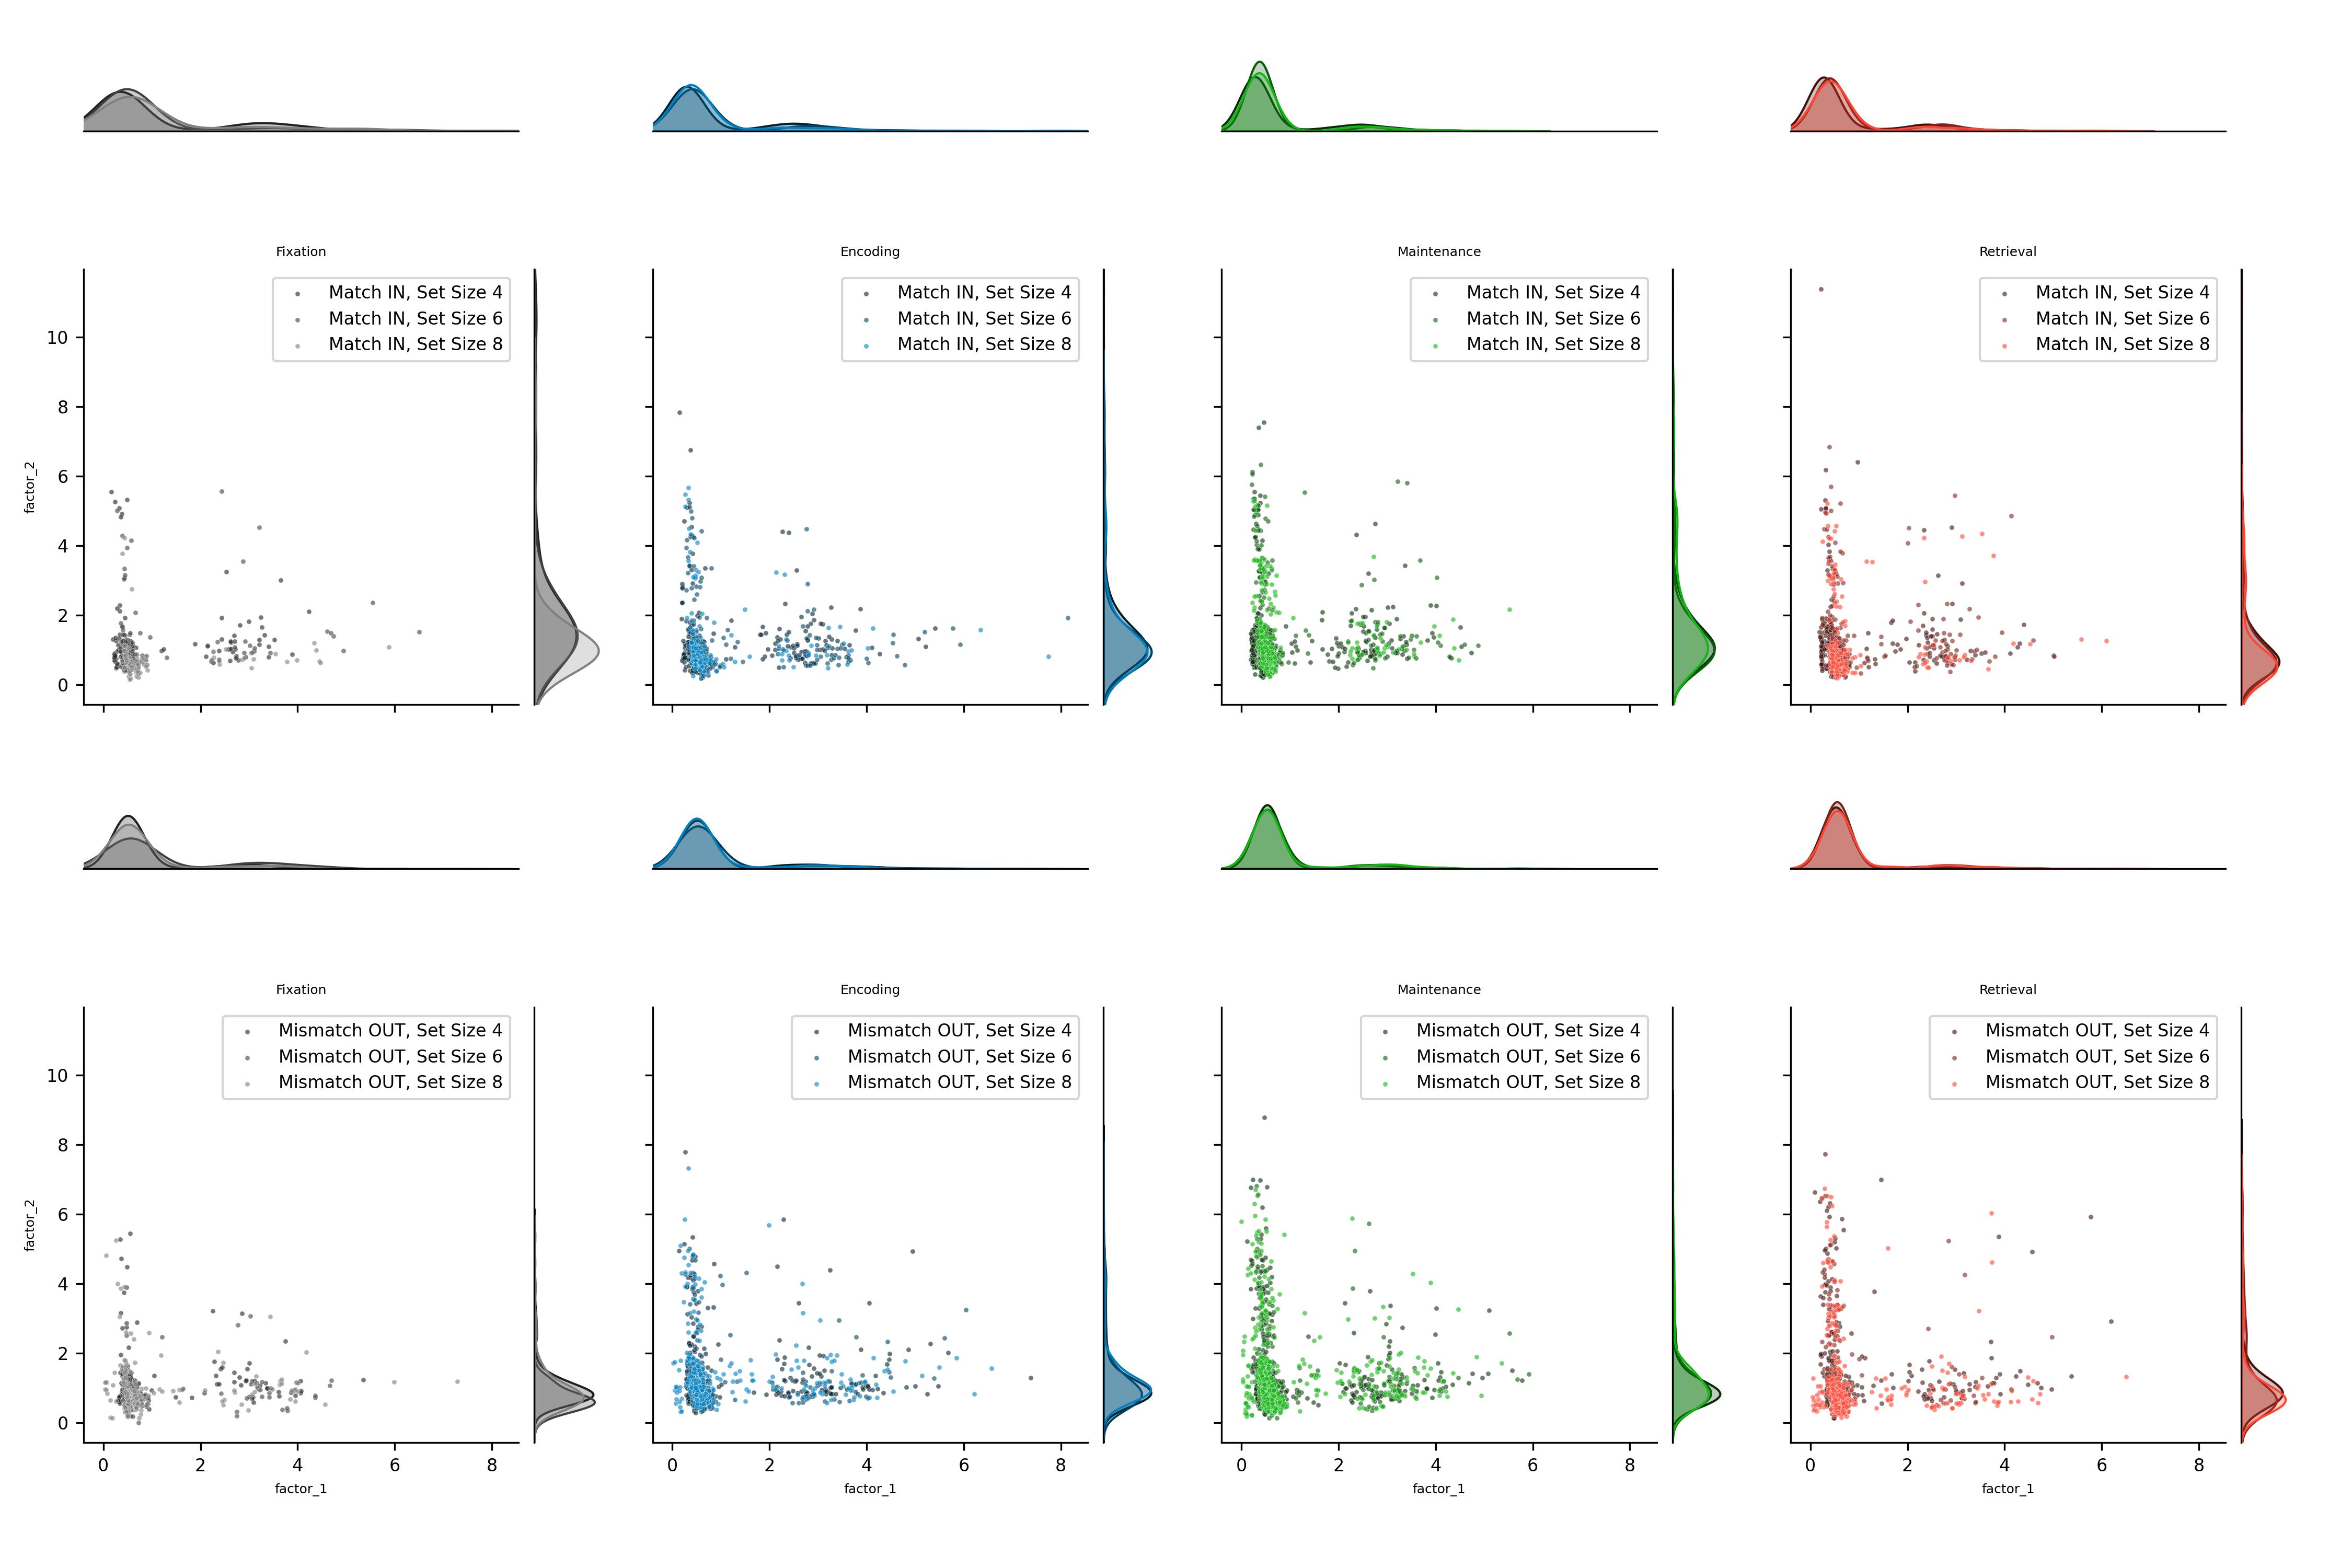 Fixation
Encoding
Maintenance
Retrieval
Match IN, Set Size 4
Match IN, Set Size 6
Match IN, Set Size 8
Match IN, Set Size 4
Match IN, Set Size 6
Match IN, Set Size 8
Match IN, Set Size 4
Match IN, Set Size 6
Match IN, Set Size 8
Match IN, Set Size 4
Match IN, Set Size 6
Match IN, Set Size 8
factor_2
10
8
6
4
2
0
Fixation
Encoding
Maintenance
Retrieval
Mismatch OUT, Set Size 4
Mismatch OUT, Set Size 6
Mismatch OUT, Set Size 8
Mismatch OUT, Set Size 4
Mismatch OUT, Set Size 6
Mismatch OUT, Set Size 8
Mismatch OUT, Set Size 4
Mismatch OUT, Set Size 6
Mismatch OUT, Set Size 8
Mismatch OUT, Set Size 4
Mismatch OUT, Set Size 6
Mismatch OUT, Set Size 8
factor_2
10
8
6
4
2
0
0 2 4 6 8
0 2 4 6 8
0 2 4 6 8
0 2 4 6 8
factor_1
factor_1
factor_1
factor_1